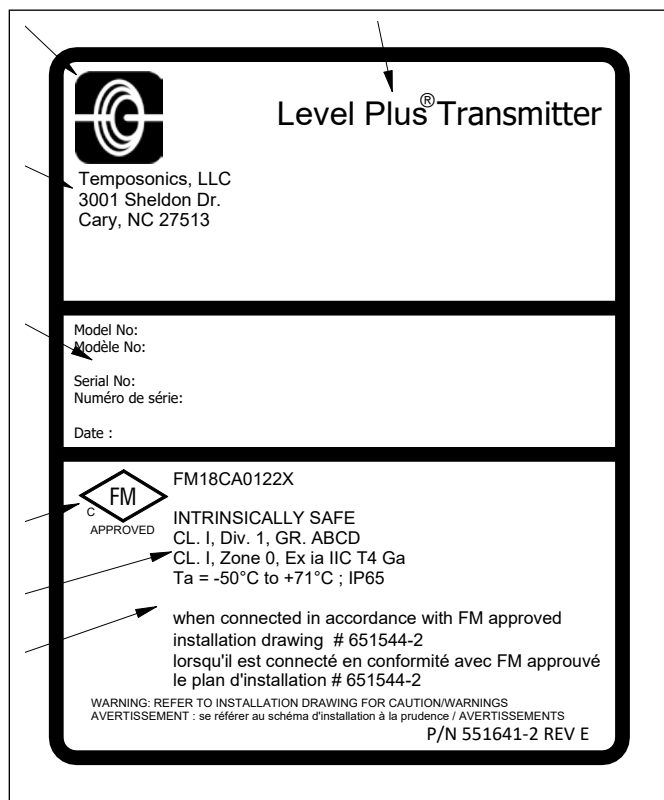 Level Plus® Transmitter
Temposonics, LLC
3001 Sheldon Dr.
Cary, NC 27513
Model No:
Modèle No:
Serial No:
Numéro de série:
Date :
FM
C
APPROVED
FM18CA0122X
INTRINSICALLY SAFE
CL. I, Div. 1, GR. ABCD
CL. I, Zone 0, Ex ia IIC T4 Ga
Ta = -50°C to +71°C ; IP65
when connected in accordance with FM approved
installation drawing # 651544-2
lorsqu'il est connecté en conformité avec FM approuvé
le plan d'installation # 651544-2
WARNING: REFER TO INSTALLATION DRAWING FOR CAUTION/WARNINGS
AVERTISSEMENT : se référer au schéma d'installation à la prudence / AVERTISSEMENTS
P/N 551641-2 REV E